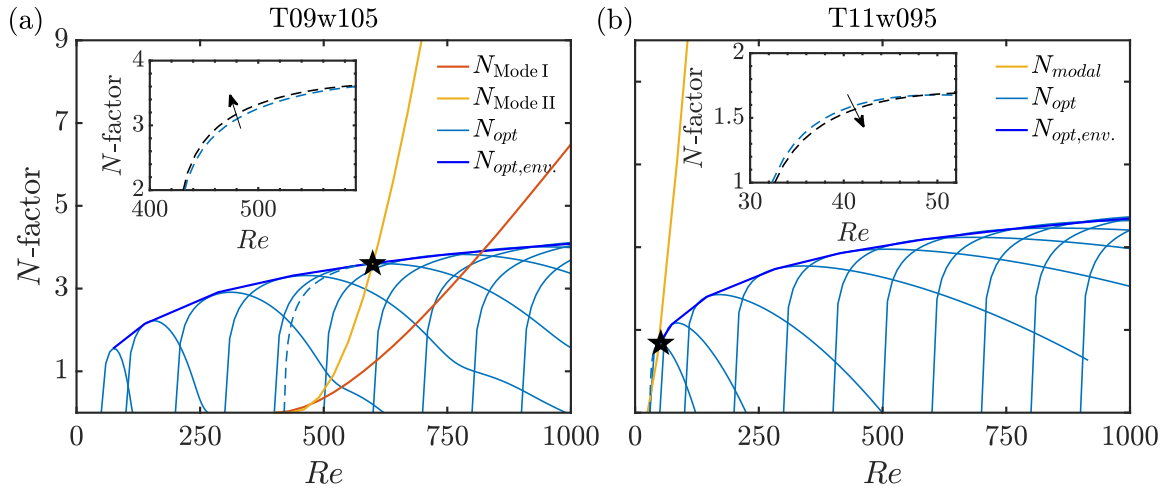 (a) T09w105
9
7
5
3
1
N-factor
0 250 500 750 1000
Re
N_Mode I
N_Mode II
N_opt
N_opt,env.
4
3
2
N-factor
400 500
Re
(b) T11w095
0 250 500 750 1000
Re
N_modal
N_opt
N_opt,env.
2
1.5
1
N-factor
30 40 50
Re